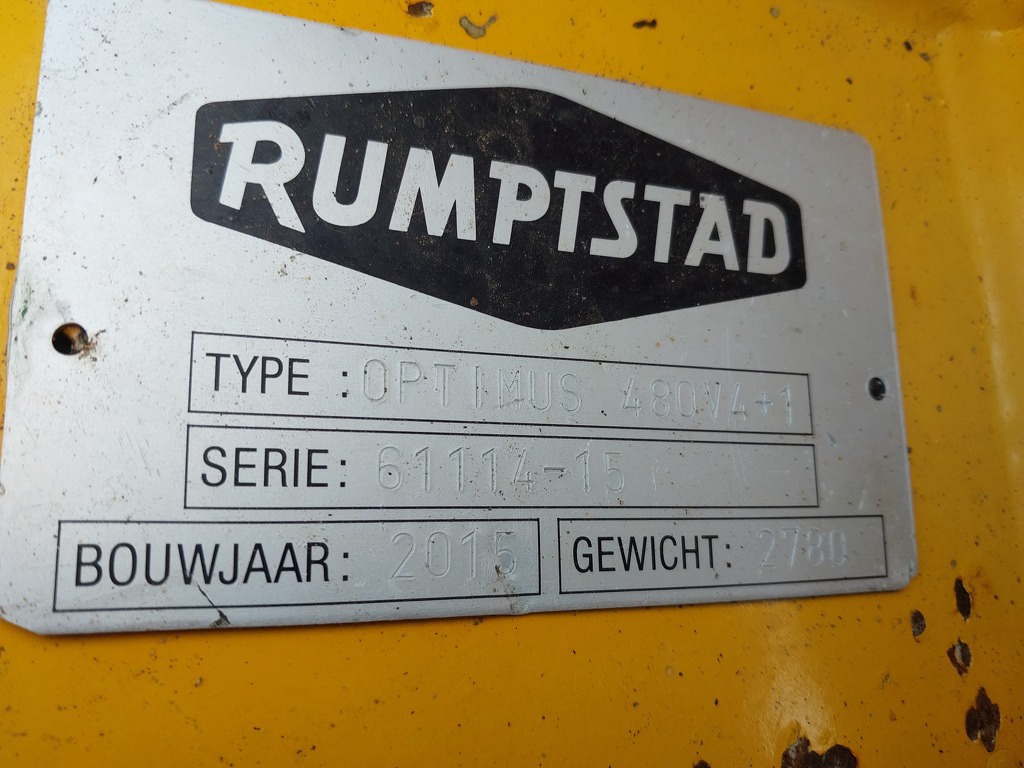 RUMPTSTAD
TYPE : OPTIMUS 480V4+1
SERIE: 61114-15
BOUWJAAR: 2015 GEWICHT: 2780